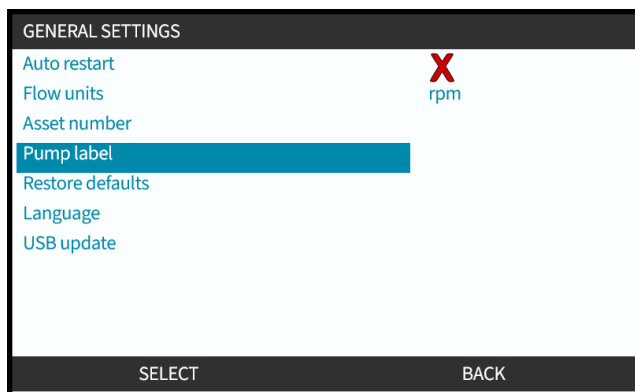 GENERAL SETTINGS
Auto restart X
Flow units rpm
Asset number
Pump label
Restore defaults
Language
USB update
SELECT BACK